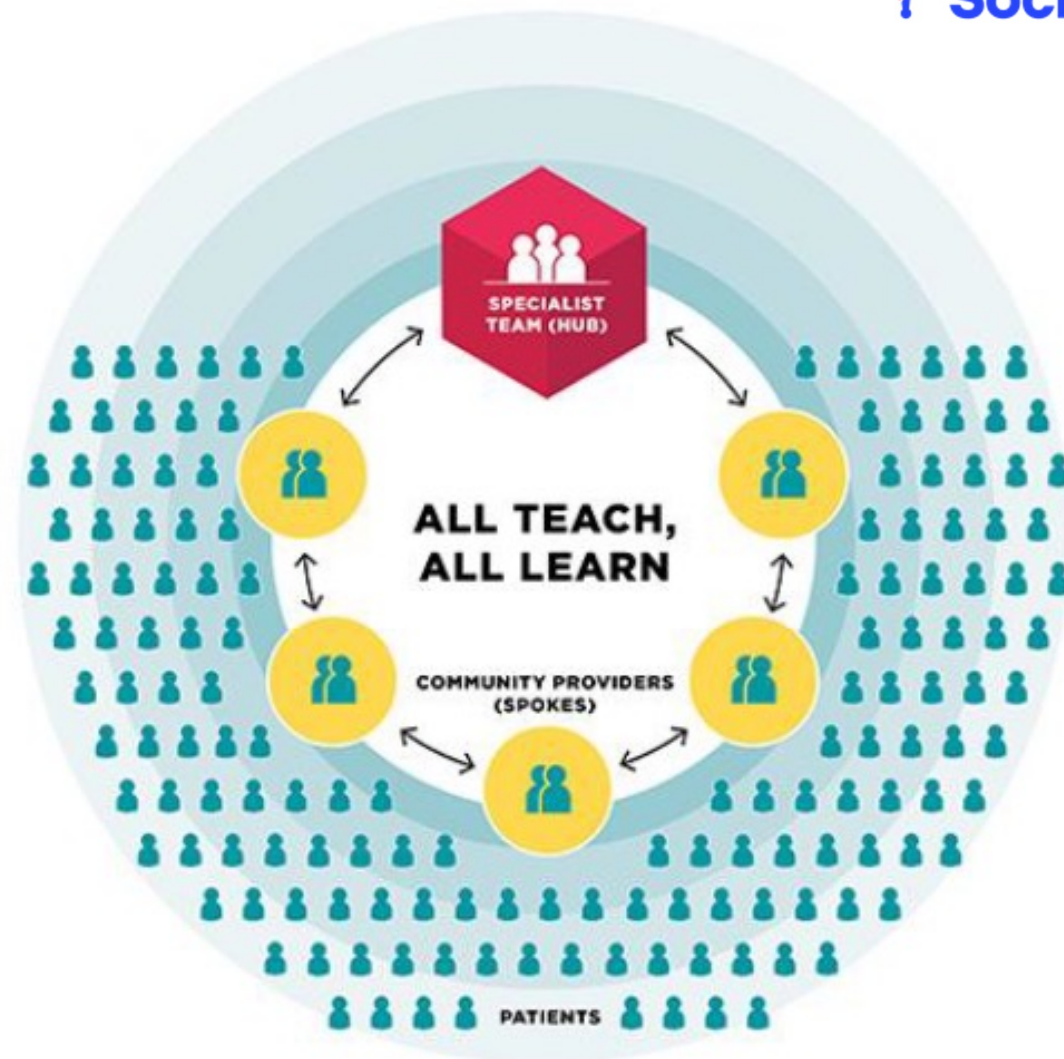 SPECIALIST
TEAM (HUB)
ALL TEACH,
ALL LEARN
COMMUNITY PROVIDERS
(SPOKES)
PATIENTS